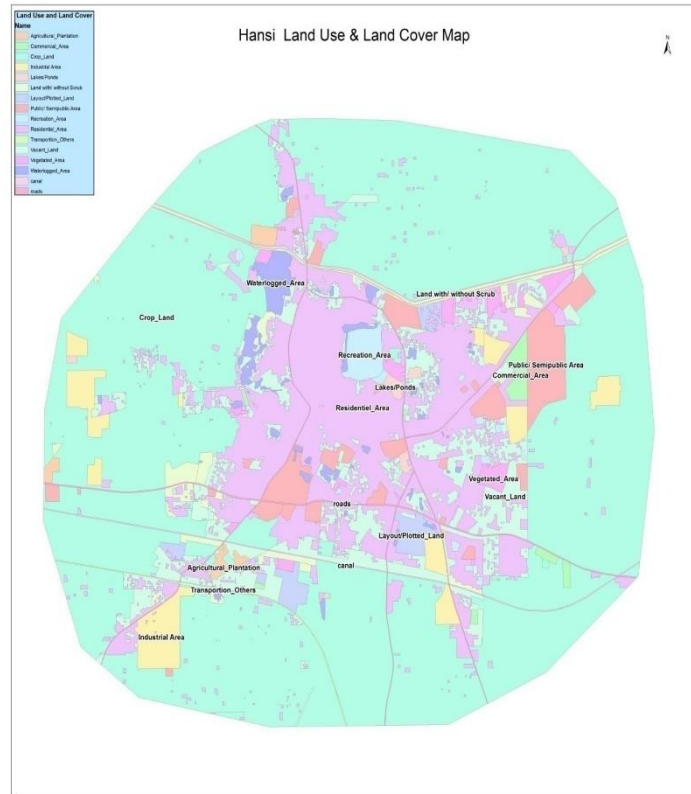 Land Use and Land Cover
Name
Agricultural_Plantation
Commercial_Area
Crop_Land
Industrial Area
Lakes/Ponds
Land with/ without Scrub
Layout/Plotted_Land
Public/ Semipublic Area
Recreation_Area
Residential_Area
Transportion_Others
Vacant_Land
Vegetated_Area
Waterlogged_Area
canal
roads
Hansi Land Use & Land Cover Map
N
Waterlogged_Area
Land with/ without Scrub
Crop_Land
Recreation_Area
Public/ Semipublic Area
Commercial_Area
Lakes/Ponds
Residentiel_Area
Vegetated_Area
Vacant_Land
roads
Layout/Plotted_Land
canal
Agricultural_Plantation
Transportion_Others
Industrial Area